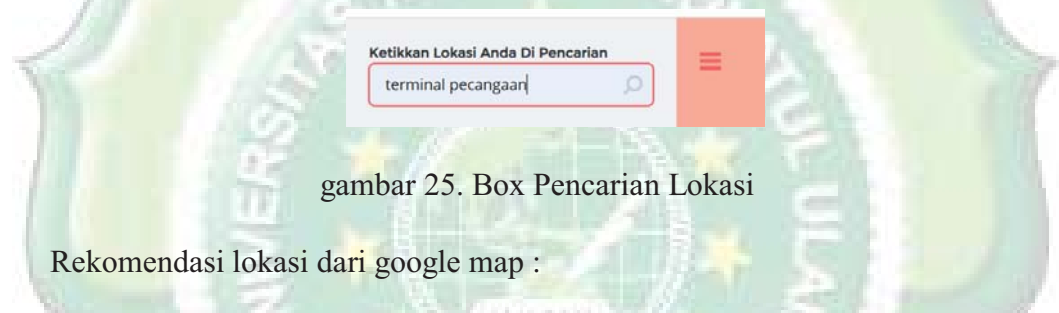 Ketikkan Lokasi Anda Di Pencarian
terminal pecangaan
gambar 25. Box Pencarian Lokasi
Rekomendasi lokasi dari google map :